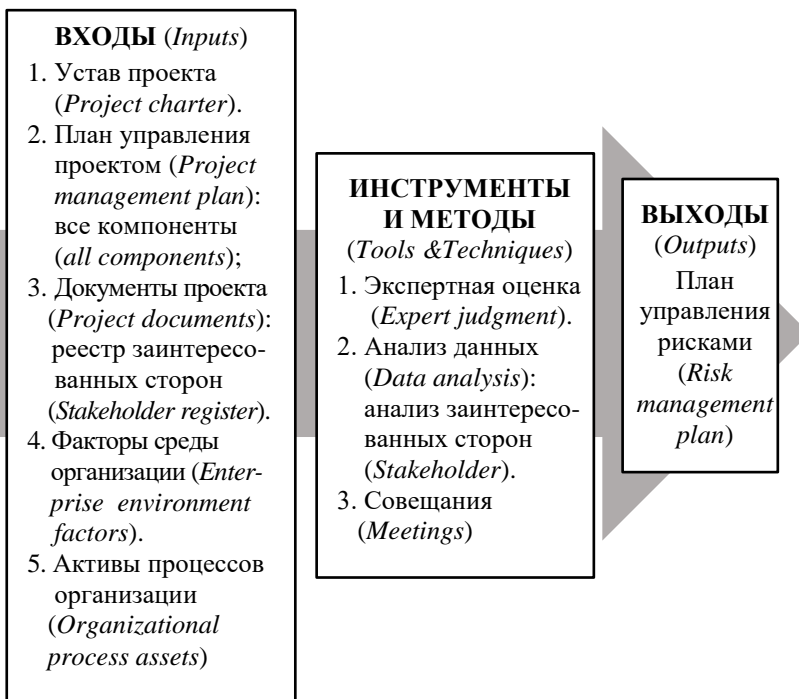 ВХОДЫ (Inputs)
1. Устав проекта
(Project charter).
2. План управления
проектом (Project
management plan):
все компоненты
(all components);
3. Документы проекта
(Project documents):
реестр заинтересо-
ванных сторон
(Stakeholder register).
4. Факторы среды
организации (Enter-
prise environment
factors).
5. Активы процессов
организации
(Organizational
process assets)
ИНСТРУМЕНТЫ
И МЕТОДЫ
(Tools &Techniques)
1. Экспертная оценка
(Expert judgment).
2. Анализ данных
(Data analysis):
анализ заинтересо-
ванных сторон
(Stakeholder).
3. Совещания
(Meetings)
ВЫХОДЫ
(Outputs)
План
управления
рисками
(Risk
management
plan)